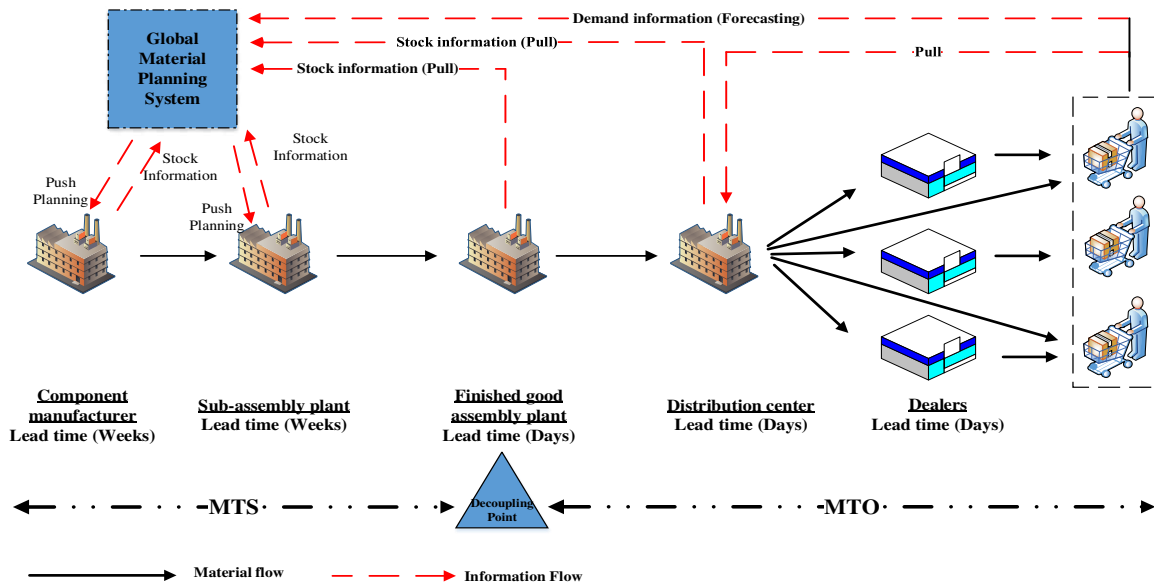 Demand information (Forecasting)
Global
Material
Planning
System
Stock information (Pull)
Pull
Stock information (Pull)
Stock
Information
Stock
Information
Push
Planning
Push
Planning
Component
manufacturer
Lead time (Weeks)
Sub-assembly plant
Lead time (Weeks)
Finished good
assembly plant
Lead time (Days)
Distribution center
Lead time (Days)
Dealers
Lead time (Days)
MTS
Decoupling
Point
MTO
Material flow
Information Flow